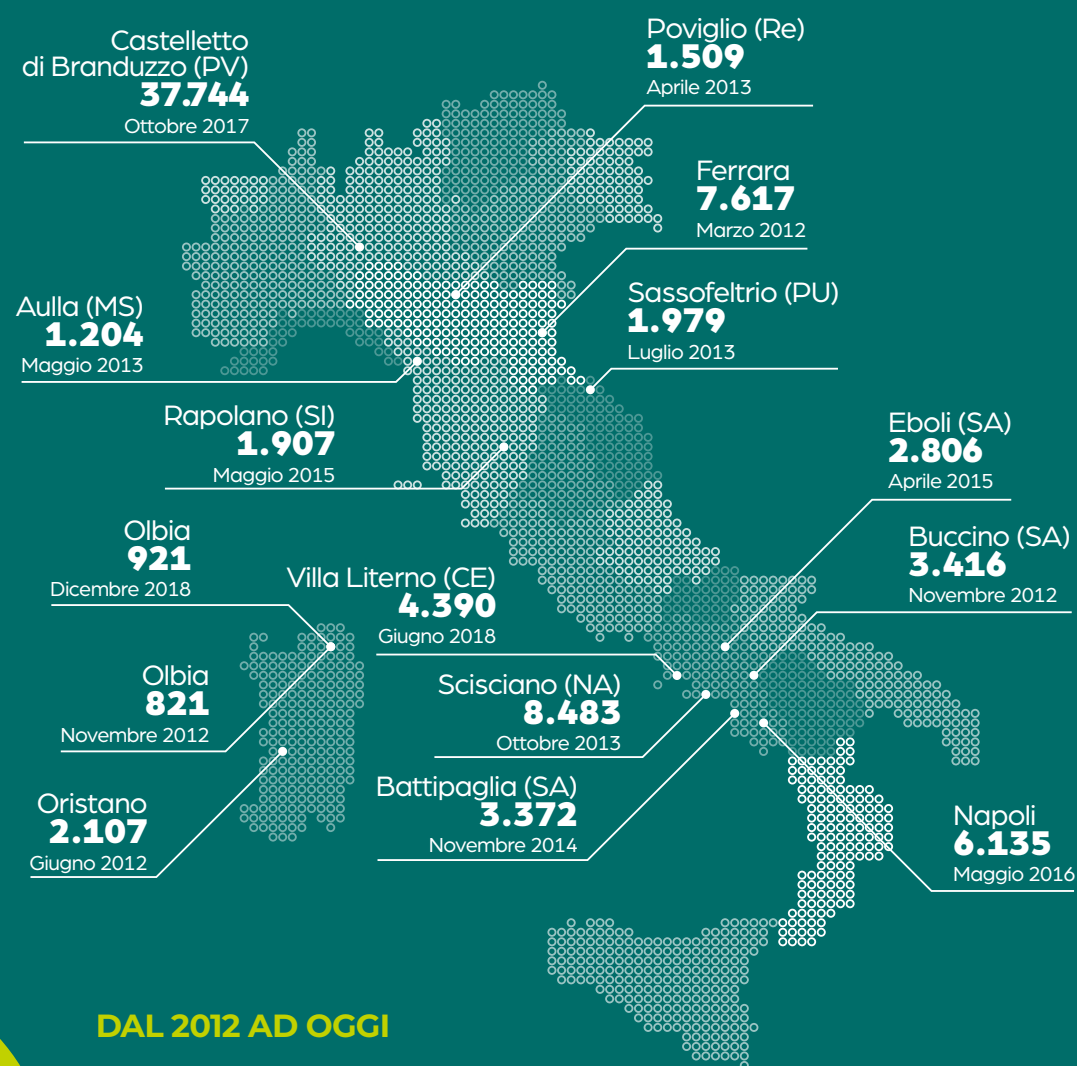 Castelletto
di Branduzzo (PV)
37.744
Ottobre 2017
Poviglio (Re)
1.509
Aprile 2013
Ferrara
7.617
Marzo 2012
Aulla (MS)
1.204
Maggio 2013
Sassofeltrio (PU)
1.979
Luglio 2013
Rapolano (SI)
1.907
Maggio 2015
Eboli (SA)
2.806
Aprile 2015
Olbia
921
Dicembre 2018
Villa Literno (CE)
4.390
Giugno 2018
Buccino (SA)
3.416
Novembre 2012
Olbia
821
Novembre 2012
Scisciano (NA)
8.483
Ottobre 2013
Oristano
2.107
Giugno 2012
Battipaglia (SA)
3.372
Novembre 2014
Napoli
6.135
Maggio 2016
DAL 2012 AD OGGI